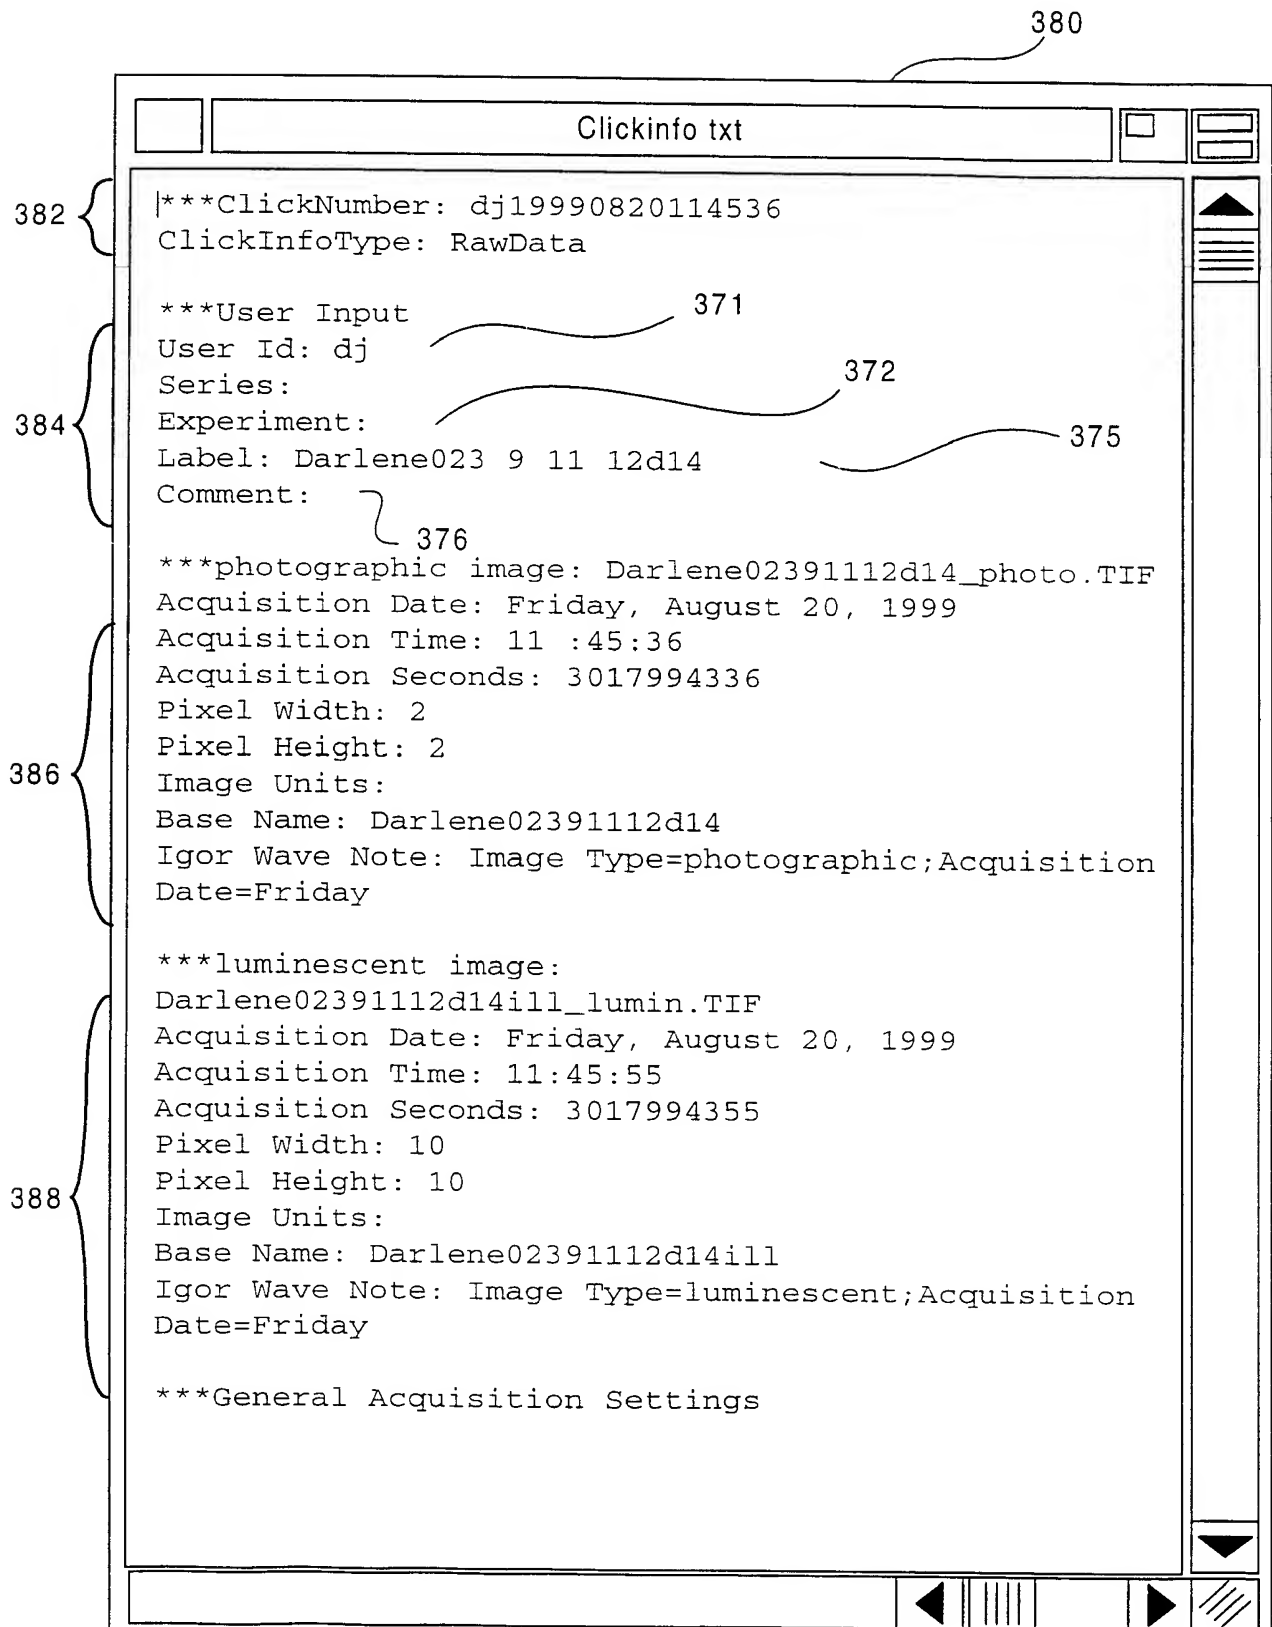 380
Clickinfo txt
382
***ClickNumber: dj19990820114536
ClickInfoType: RawData
***User Input
371
User Id: dj
372
Series:
384
Experiment:
375
Label: Darlene023 9 11 12d14
Comment:
376
***photographic image: Darlene02391112d14_photo.TIF
Acquisition Date: Friday, August 20, 1999
Acquisition Time: 11 :45:36
Acquisition Seconds: 3017994336
Pixel Width: 2
Pixel Height: 2
386
Image Units:
Base Name: Darlene02391112d14
Igor Wave Note: Image Type=photographic;Acquisition
Date=Friday
***luminescent image:
Darlene02391112d14ill_lumin.TIF
Acquisition Date: Friday, August 20, 1999
Acquisition Time: 11:45:55
Acquisition Seconds: 3017994355
Pixel Width: 10
Pixel Height: 10
388
Image Units:
Base Name: Darlene02391112d14ill
Igor Wave Note: Image Type=luminescent;Acquisition
Date=Friday
***General Acquisition Settings